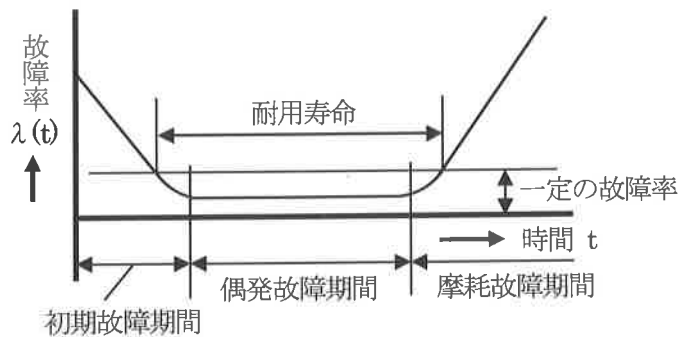 故障率
λ(t)
耐用寿命
一定の故障率
時間 t
初期故障期間
偶発故障期間
摩耗故障期間